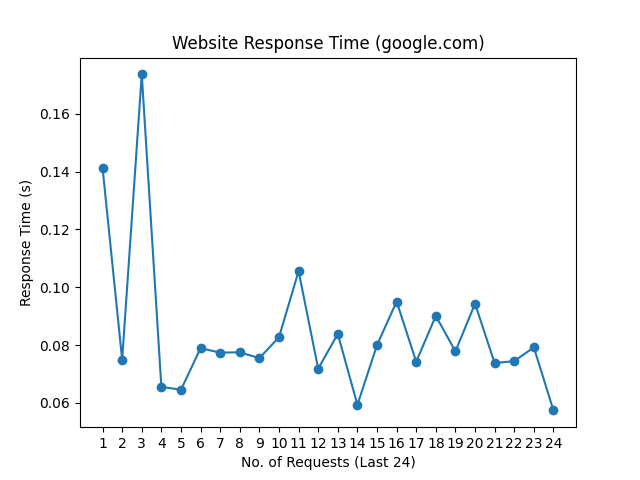 Website Response Time (google.com)
Response Time (s)
0.16
0.14
0.12
0.10
0.08
0.06
1 2 3 4 5 6 7 8 9 10 11 12 13 14 15 16 17 18 19 20 21 22 23 24
No. of Requests (Last 24)